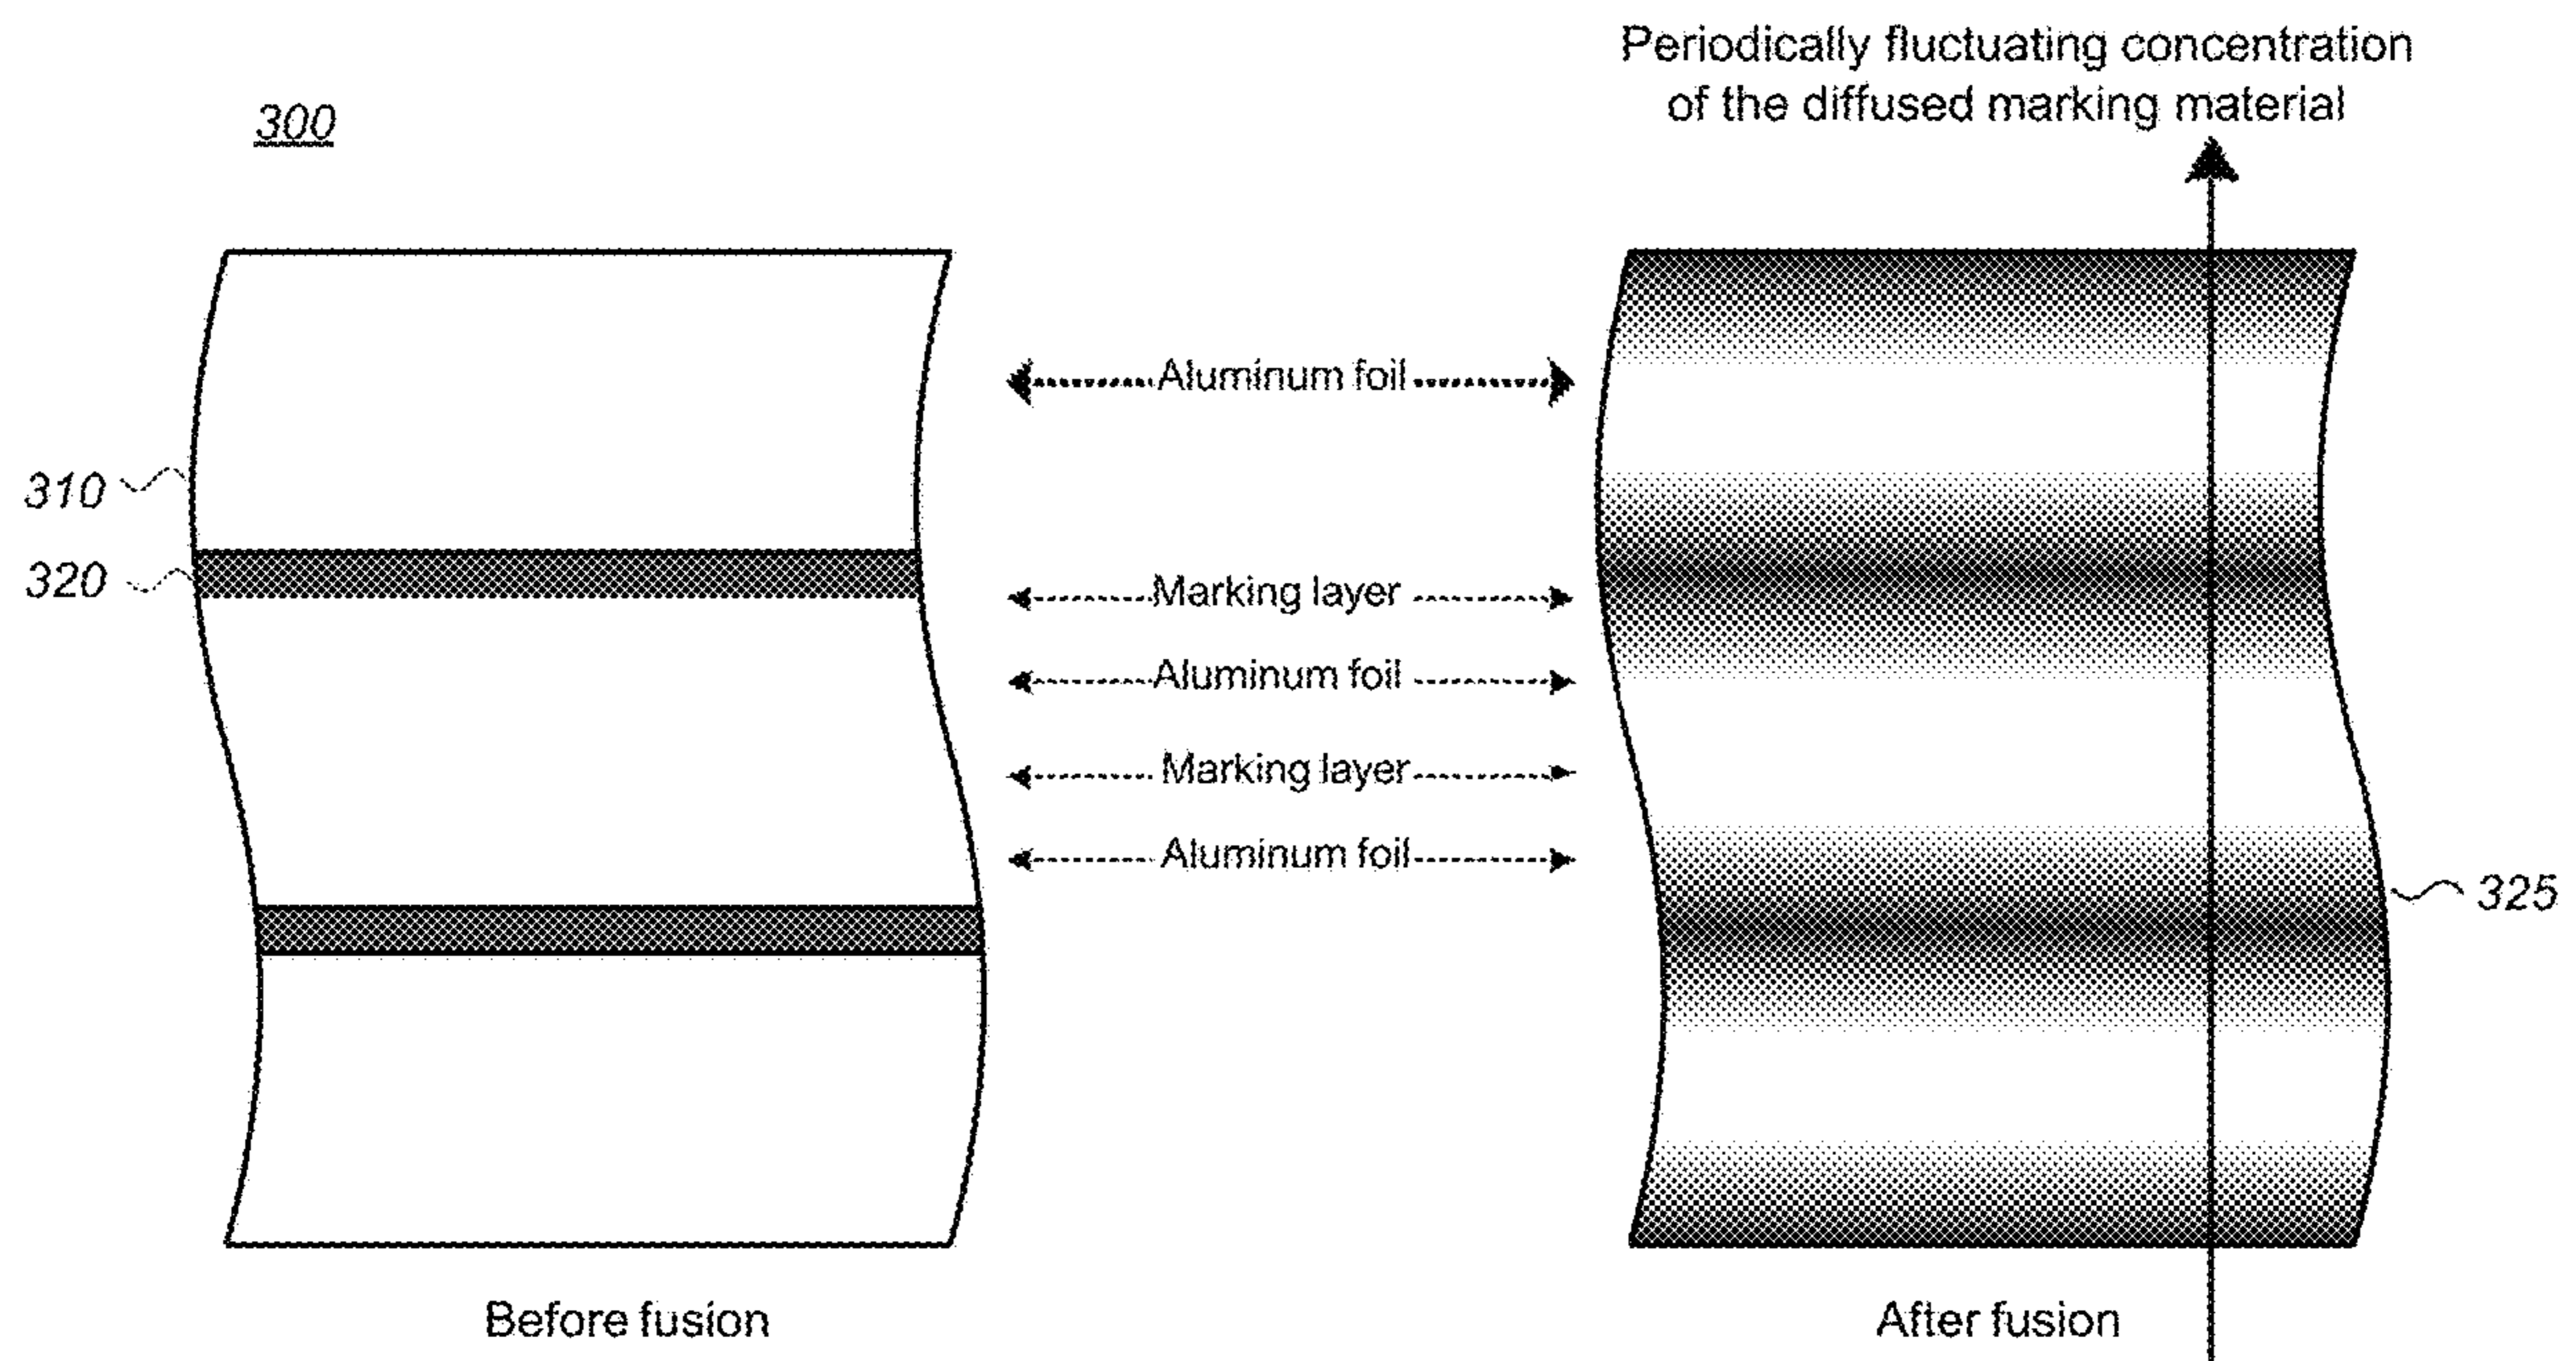 Periodically fluctuating concentration
of the diffused marking material
300
Aluminum foil
310
320
Marking layer
Aluminum foil
Marking layer
Aluminum foil
325
Before fusion
After fusion